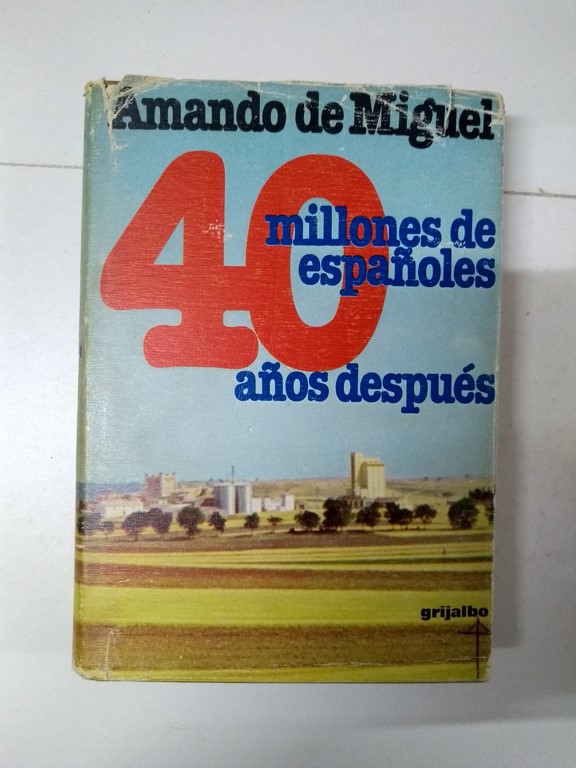 Amando de Miguel
40
millones de
españoles
años después
grijalbo